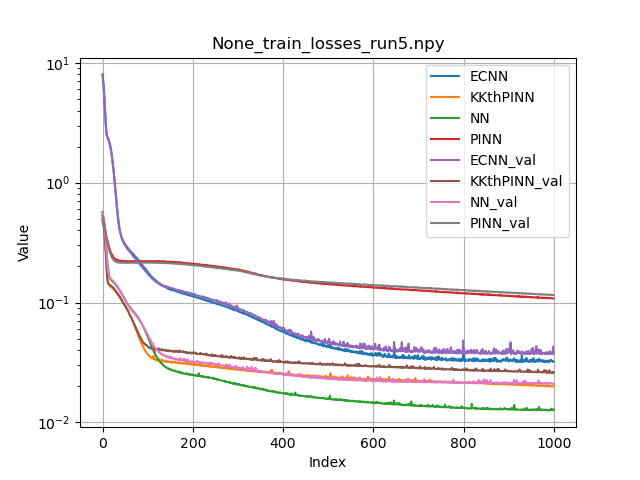 None_train_losses_run5.npy
10^1
10^0
10^-1
10^-2
Value
0
200
400
600
800
1000
Index
ECNN
KKthPINN
NN
PINN
ECNN_val
KKthPINN_val
NN_val
PINN_val